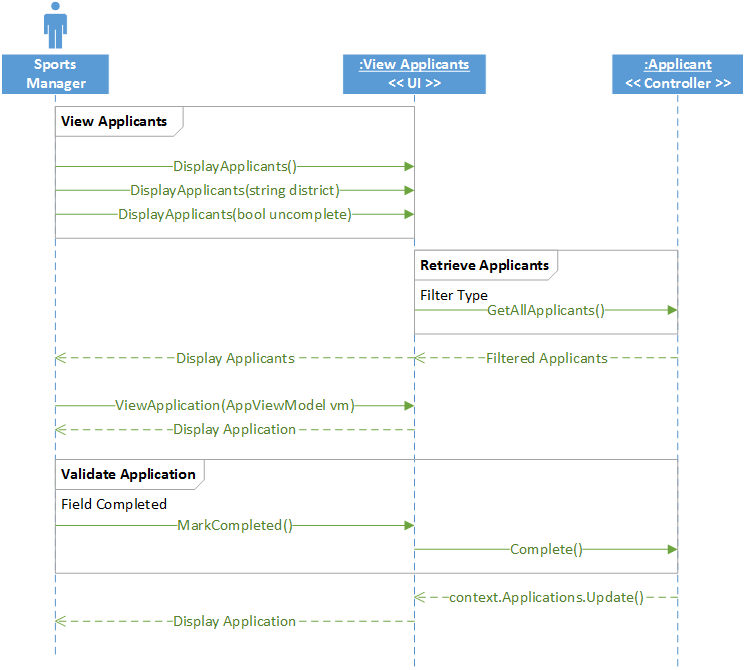 Sports
Manager
:View Applicants
<< UI >>
:Applicant
<< Controller >>
View Applicants
DisplayApplicants()
DisplayApplicants(string district)
DisplayApplicants(bool uncomplete)
Retrieve Applicants
Filter Type
GetAllApplicants()
Display Applicants
Filtered Applicants
ViewApplication(AppViewModel vm)
Display Application
Validate Application
Field Completed
MarkCompleted()
Complete()
context.Applications.Update()
Display Application